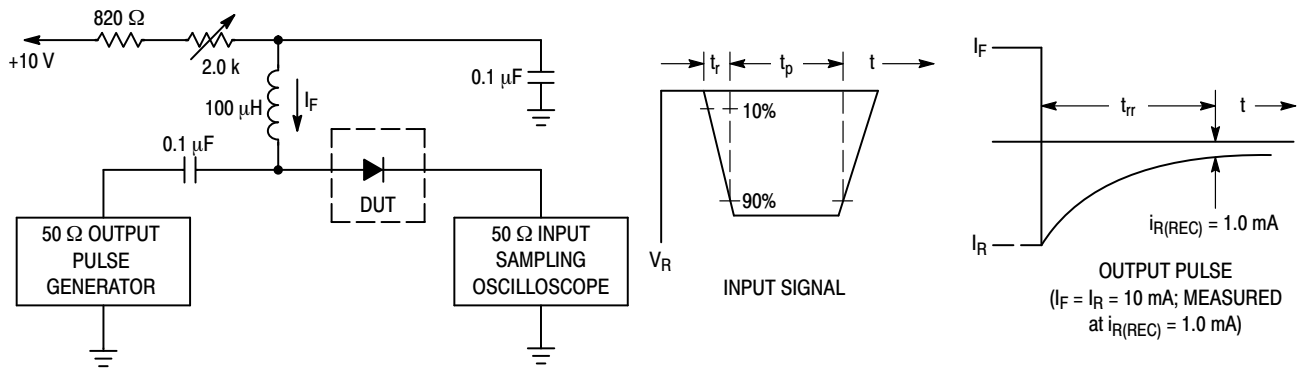 820 Ω
+10 V
2.0 k
100 µH
I_F
0.1 µF
0.1 µF
DUT
50 Ω OUTPUT
PULSE
GENERATOR
50 Ω INPUT
SAMPLING
OSCILLOSCOPE
t_r
t_p
t
10%
90%
V_R
INPUT SIGNAL
I_F
t_rr
t
I_R
i_R(REC) = 1.0 mA
OUTPUT PULSE
(I_F = I_R = 10 mA; MEASURED
at i_R(REC) = 1.0 mA)